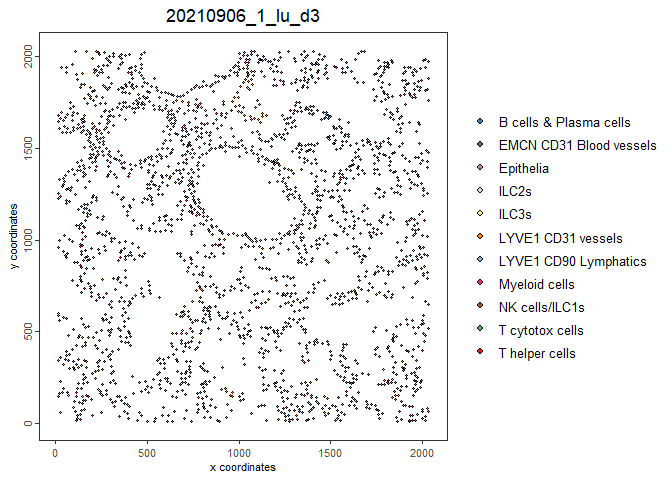 20210906_1_lu_d3
y coordinates
2000
1500
1000
500
0
0 500 1000 1500 2000
x coordinates
B cells & Plasma cells
EMCN CD31 Blood vessels
Epithelia
ILC2s
ILC3s
LYVE1 CD31 vessels
LYVE1 CD90 Lymphatics
Myeloid cells
NK cells/ILC1s
T cytotox cells
T helper cells